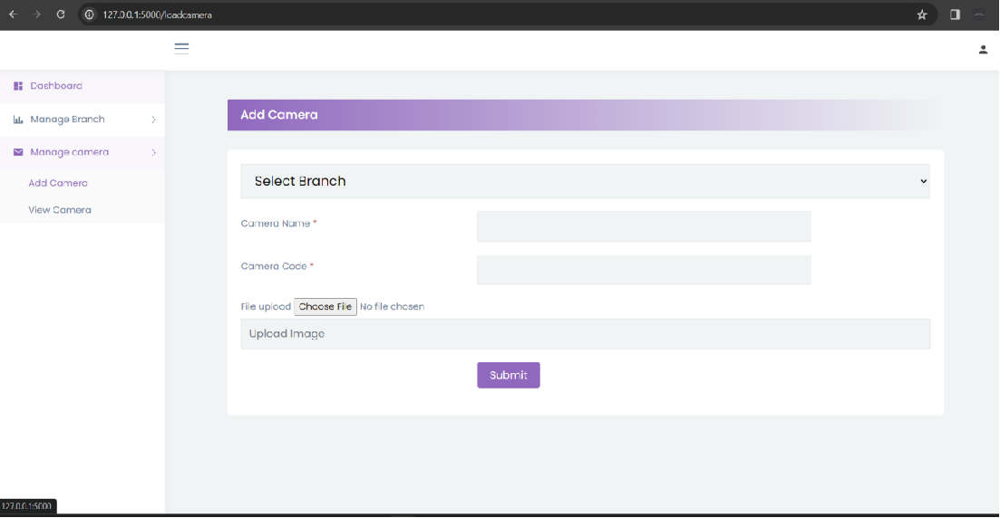 127.0.0.1:5000/loadcamera
Dashboard
Manage Branch
Manage camera
Add Camera
View Camera
Add Camera
Select Branch
Camera Name *
Camera Code *
File upload Choose File No file chosen
Upload Image
Submit
127.0.0.1:5000